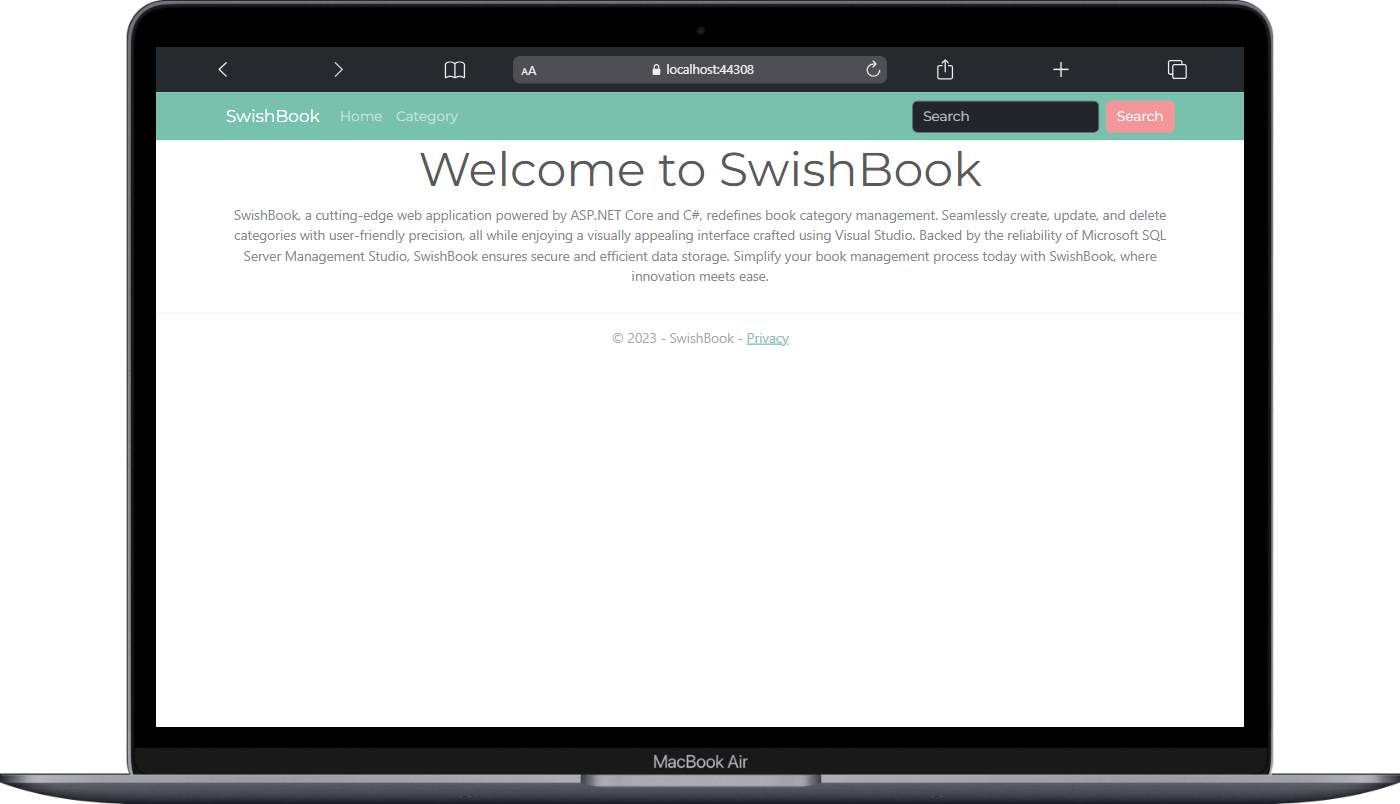 AA localhost:44308
SwishBook Home Category Search Search
Welcome to SwishBook
SwishBook, a cutting-edge web application powered by ASP.NET Core and C#, redefines book category management. Seamlessly create, update, and delete
categories with user-friendly precision, all while enjoying a visually appealing interface crafted using Visual Studio. Backed by the reliability of Microsoft SQL
Server Management Studio, SwishBook ensures secure and efficient data storage. Simplify your book management process today with SwishBook, where
innovation meets ease.
© 2023 - SwishBook - Privacy
MacBook Air